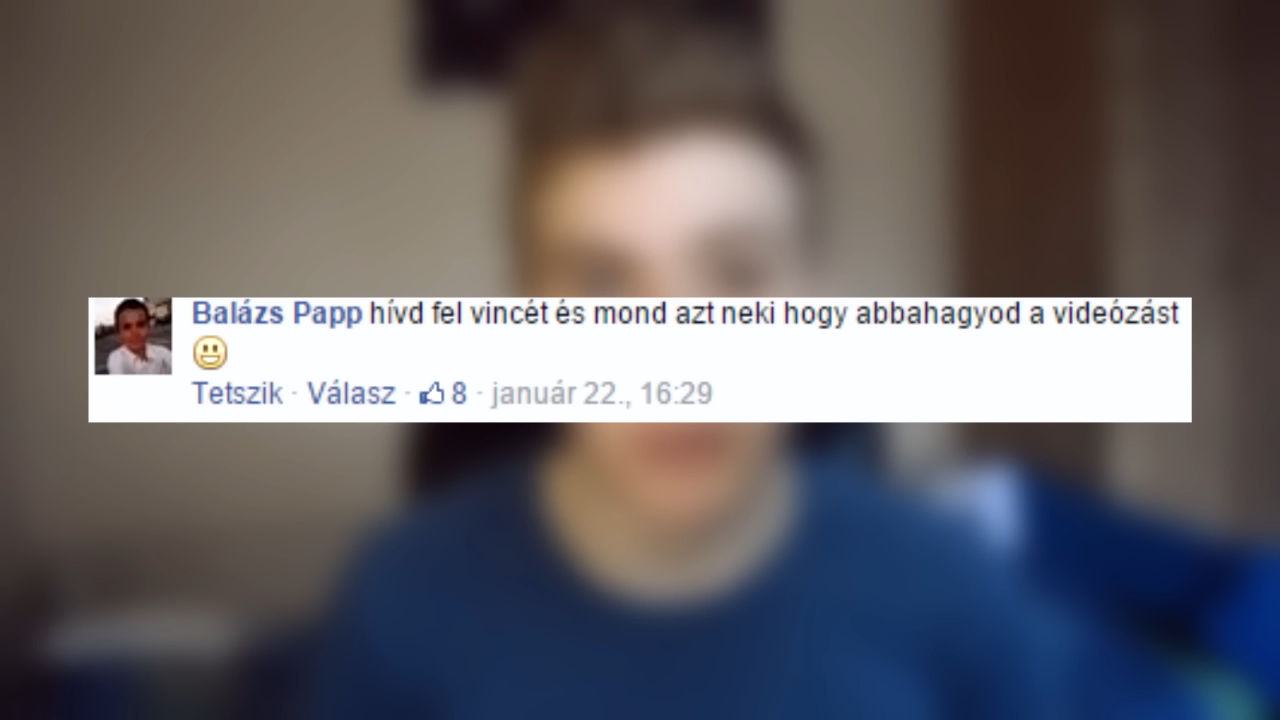 Balázs Papp hívd fel vincét és mond azt neki hogy abbahagyod a videózást
Tetszik · Válasz · 8 · január 22., 16:29